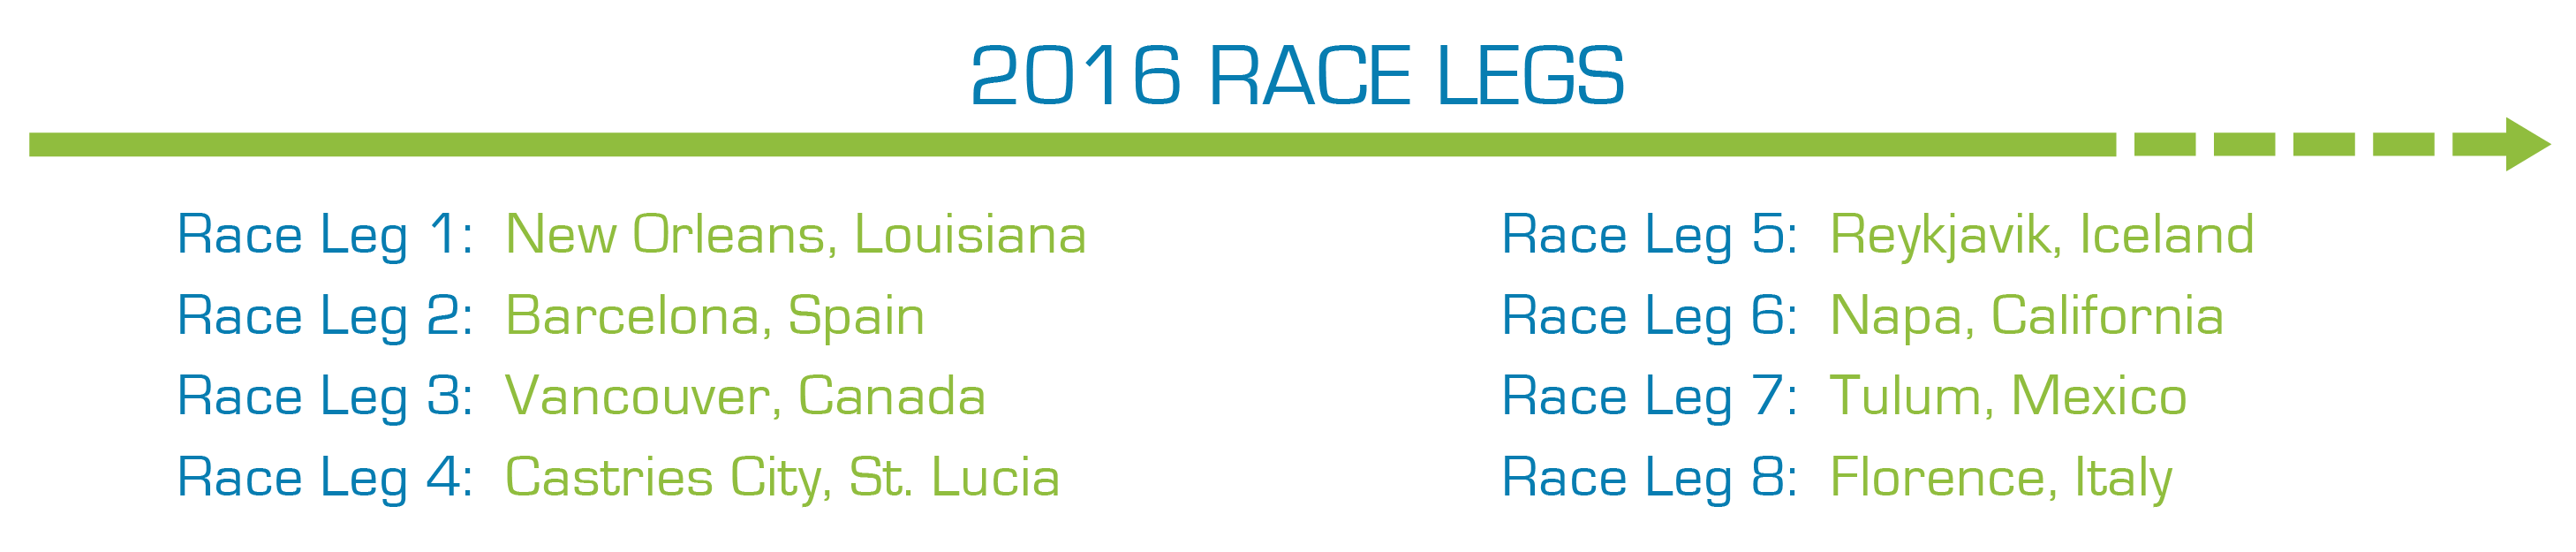 2016 RACE LEGS
Race Leg 1: New Orleans, Louisiana
Race Leg 2: Barcelona, Spain
Race Leg 3: Vancouver, Canada
Race Leg 4: Castries City, St. Lucia
Race Leg 5: Reykjavik, Iceland
Race Leg 6: Napa, California
Race Leg 7: Tulum, Mexico
Race Leg 8: Florence, Italy